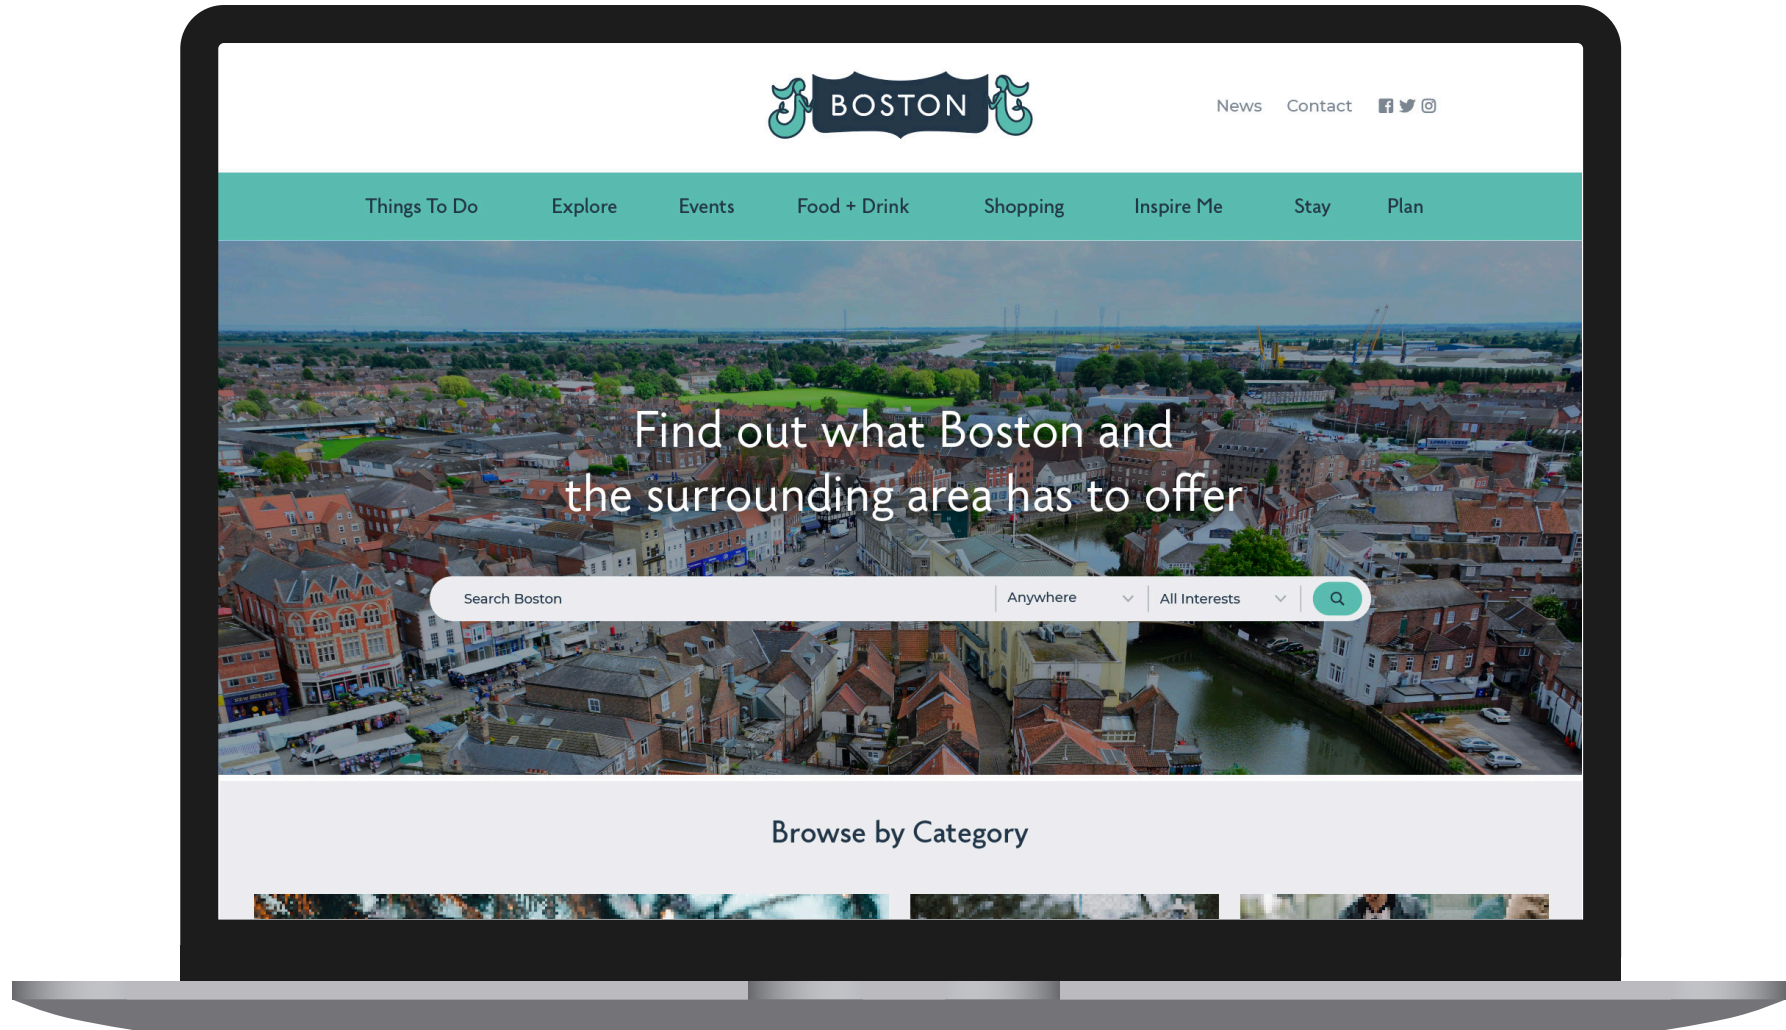 BOSTON
News Contact
Things To Do Explore Events Food + Drink Shopping Inspire Me Stay Plan
Find out what Boston and
the surrounding area has to offer
Search Boston Anywhere All Interests
Browse by Category